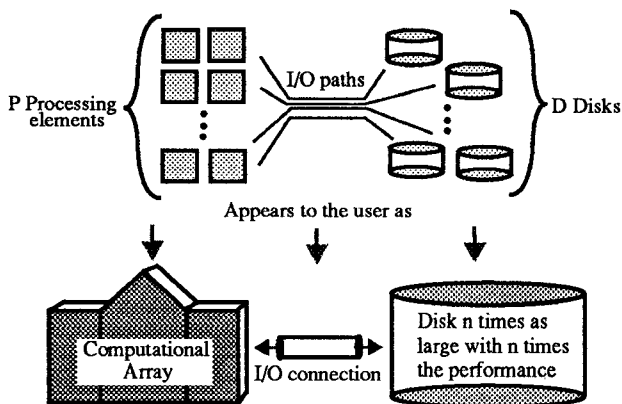 I/O paths
P Processing
elements
D Disks
Appears to the user as
Computational
Array
I/O connection
Disk n times as
large with n times
the performance